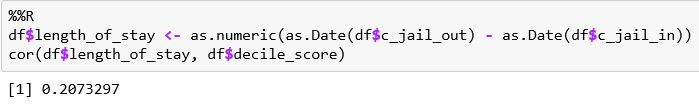 %%R
df$length_of_stay <- as.numeric(as.Date(df$c_jail_out) - as.Date(df$c_jail_in))
cor(df$length_of_stay, df$decile_score)
[1] 0.2073297